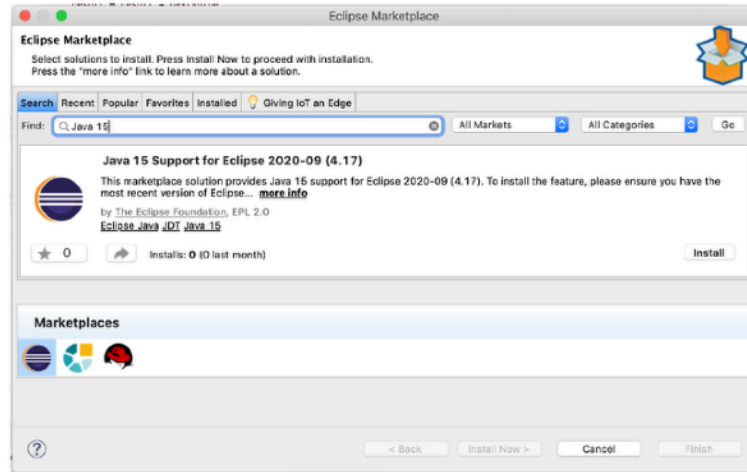 Eclipse Marketplace
Eclipse Marketplace
Select solutions to install. Press Install Now to proceed with installation.
Press the "more info" link to learn more about a solution.
Search Recent Popular Favorites Installed Giving IoT an Edge
Find: Java 15 All Markets All Categories Go
Java 15 Support for Eclipse 2020-09 (4.17)
This marketplace solution provides Java 15 support for Eclipse 2020-09 (4.17). To install the feature, please ensure you have the
most recent version of Eclipse... more info
by The Eclipse Foundation, EPL 2.0
Eclipse Java JDT Java 15
0 Installs: 0 (0 last month) Install
Marketplaces
? < Back Install Now > Cancel Finish